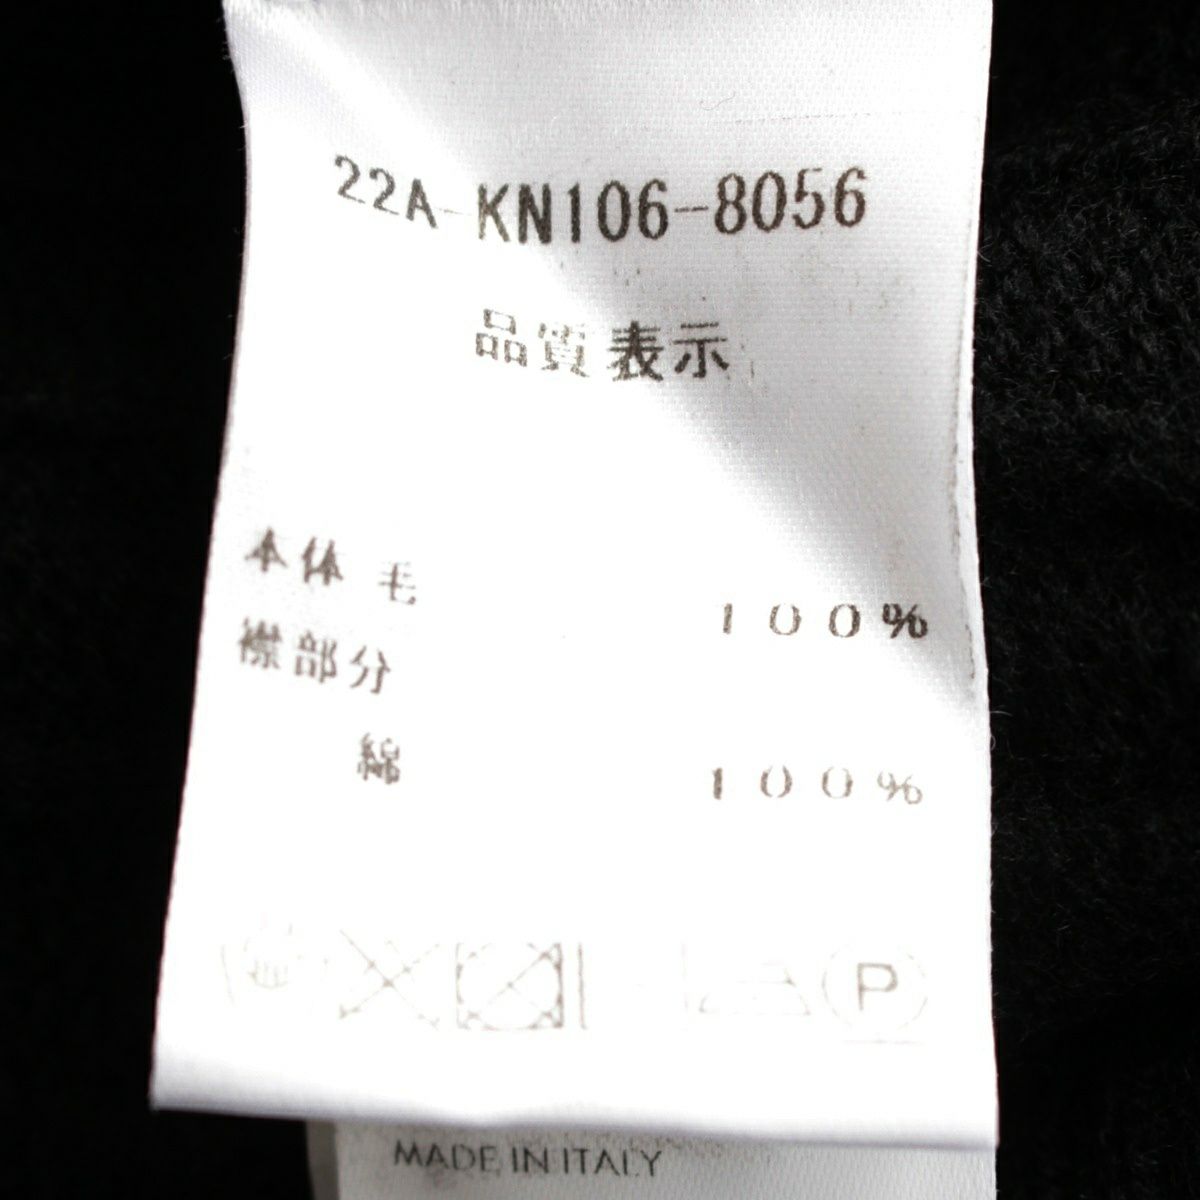 22A-KN106-8056
品質表示
本体 毛 100%
襟部分
綿 100%
P
MADE IN ITALY